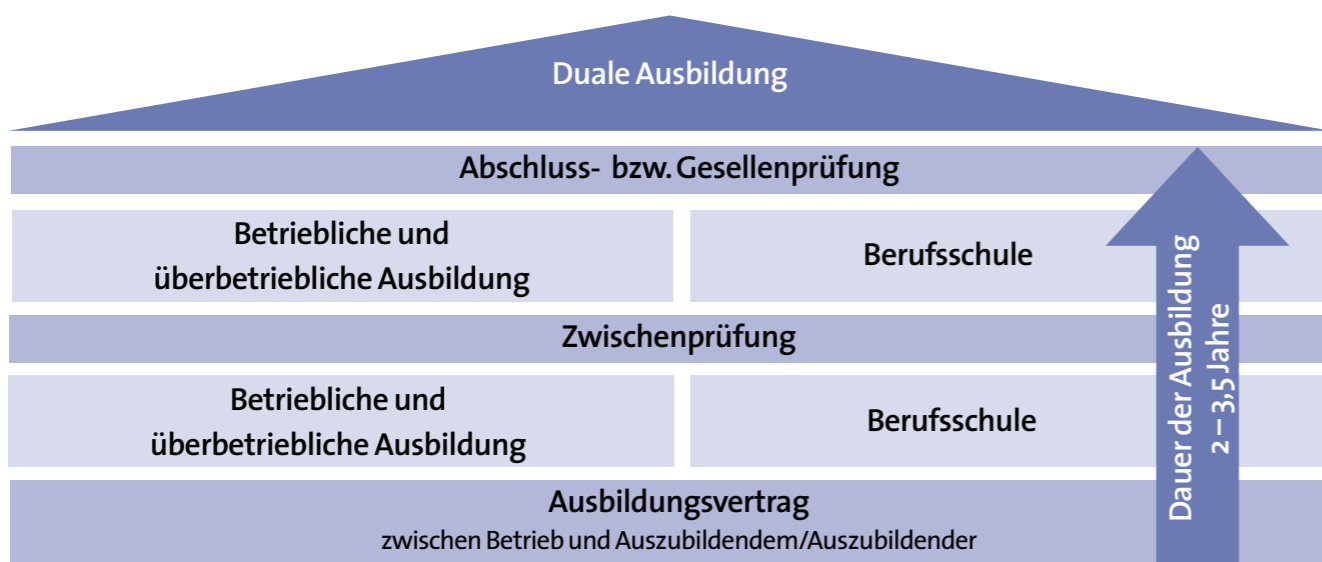 Duale Ausbildung
Abschluss- bzw. Gesellenprüfung
Betriebliche und
überbetriebliche Ausbildung
Berufsschule
Zwischenprüfung
Betriebliche und
überbetriebliche Ausbildung
Berufsschule
Ausbildungsvertrag
zwischen Betrieb und Auszubildendem/Auszubildender
Dauer der Ausbildung
2 – 3,5 Jahre